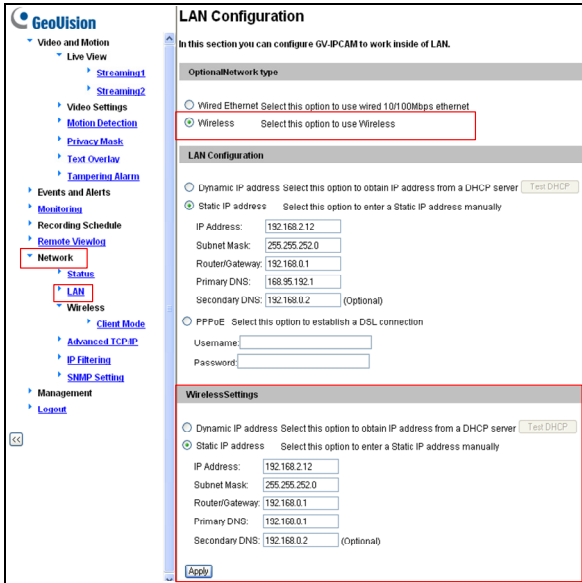 GeoVision
Video and Motion
Live View
Streaming1
Streaming2
Video Settings
Motion Detection
Privacy Mask
Text Overlay
Tampering Alarm
Events and Alerts
Monitoring
Recording Schedule
Remote Viewlog
Network
Status
LAN
Wireless
Client Mode
Advanced TCP/IP
IP Filtering
SNMP Setting
Management
Logout
<<
LAN Configuration
In this section you can configure GV-IPCAM to work inside of LAN.
OptionalNetwork type
Wired Ethernet Select this option to use wired 10/100Mbps ethernet
Wireless Select this option to use Wireless
LAN Configuration
Dynamic IP address Select this option to obtain IP address from a DHCP server Test DHCP
Static IP address Select this option to enter a Static IP address manually
IP Address: 192.168.2.12
Subnet Mask: 255.255.252.0
Router/Gateway: 192.168.0.1
Primary DNS: 168.95.192.1
Secondary DNS: 192.168.0.2 (Optional)
PPPoE Select this option to establish a DSL connection
Username:
Password:
WirelessSettings
Dynamic IP address Select this option to obtain IP address from a DHCP server Test DHCP
Static IP address Select this option to enter a Static IP address manually
IP Address: 192.168.2.12
Subnet Mask: 255.255.252.0
Router/Gateway: 192.168.0.1
Primary DNS: 192.168.0.1
Secondary DNS: 192.168.0.2 (Optional)
Apply